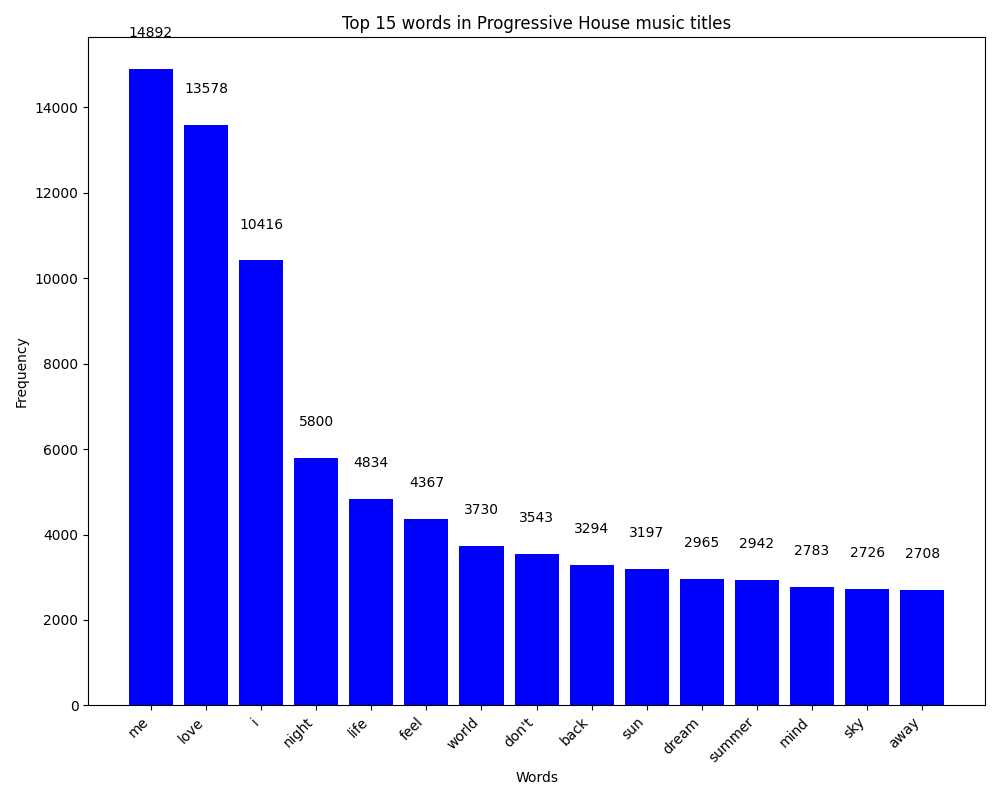 Top 15 words in Progressive House music titles
14892
13578
10416
5800
4834
4367
3730
3543
3294
3197
2965
2942
2783
2726
2708
Frequency
14000
12000
10000
8000
6000
4000
2000
0
me
love
i
night
life
feel
world
don't
back
sun
dream
summer
mind
sky
away
Words